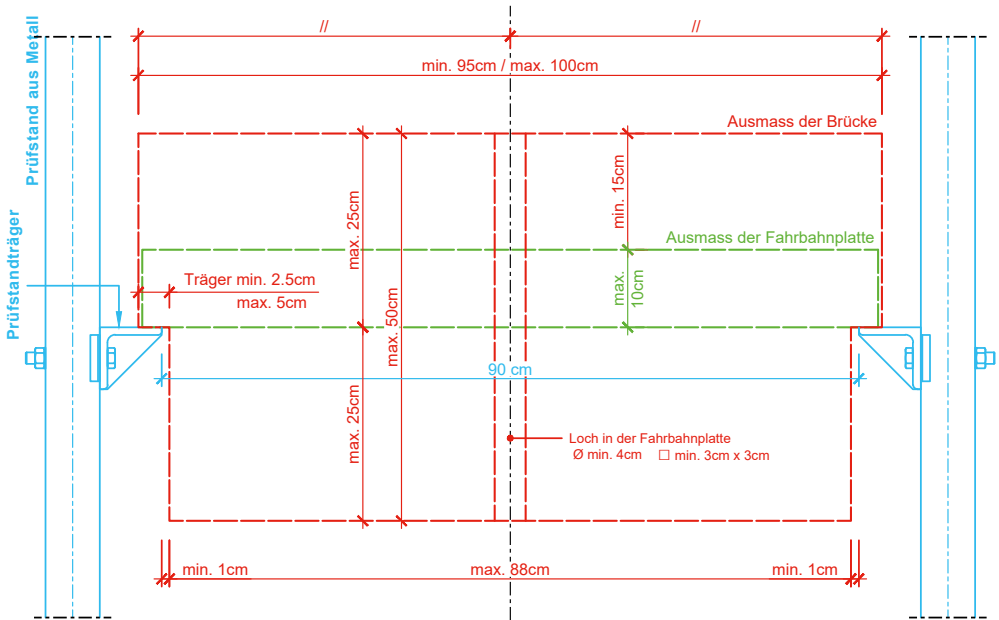 //
//
min. 95cm / max. 100cm
Prüfstand aus Metall
Ausmass der Brücke
max. 25cm
min. 15cm
Ausmass der Fahrbahnplatte
Prüfstandträger
Träger min. 2.5cm
max. 5cm
max. 50cm
max.
10cm
90 cm
max. 25cm
Loch in der Fahrbahnplatte
Ø min. 4cm □ min. 3cm x 3cm
min. 1cm
max. 88cm
min. 1cm